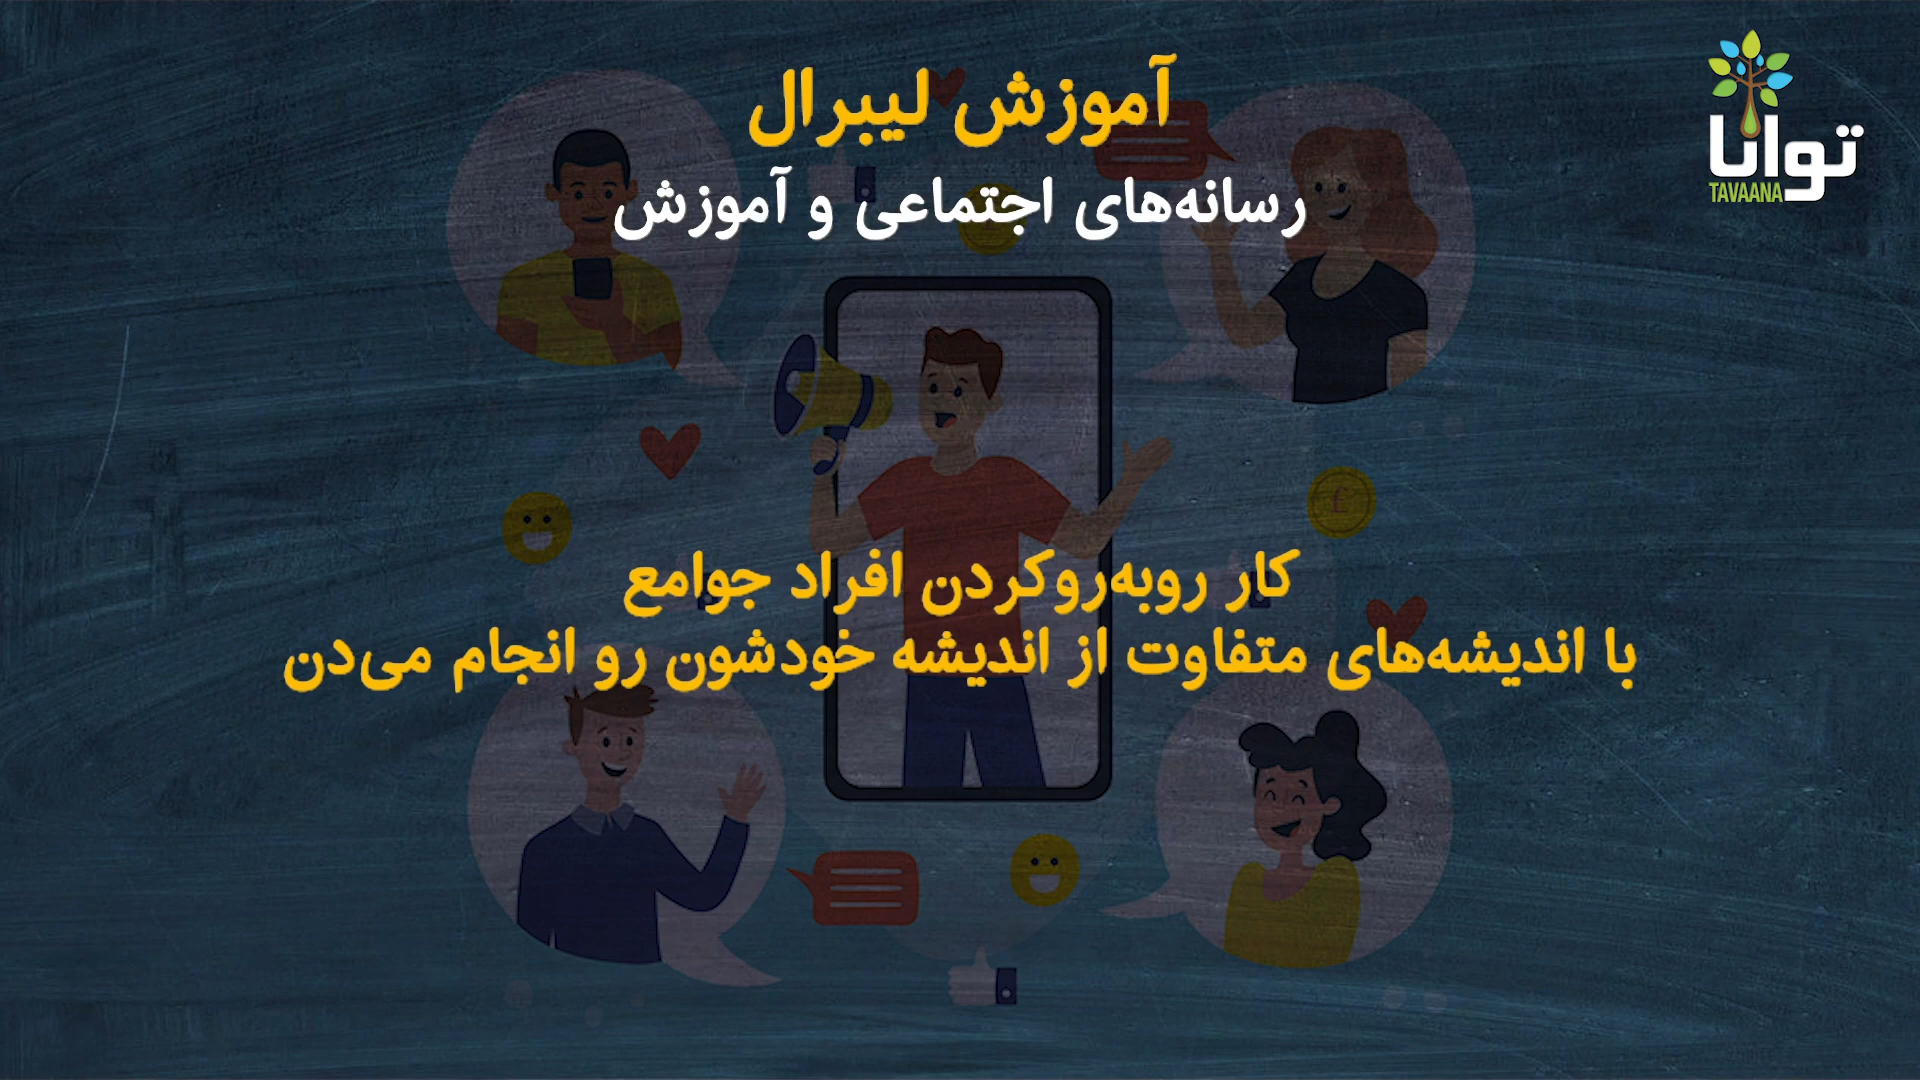 آموزش لیبرال
رسانه‌های اجتماعی و آموزش
توانا
TAVAANA
کار روبه‌روکردن افراد جوامع
با اندیشه‌های متفاوت از اندیشه خودشون رو انجام می‌دن
£